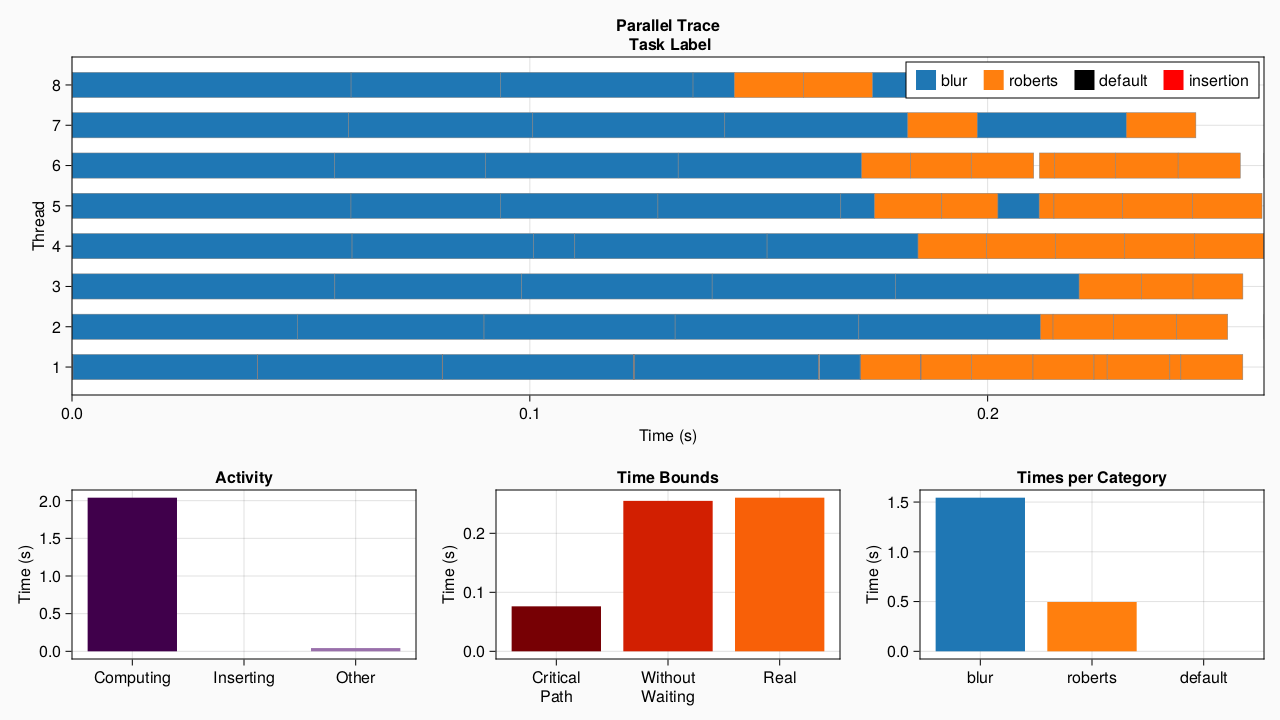 Parallel Trace
Task Label
blur
roberts
default
insertion
Thread
8
7
6
5
4
3
2
1
0.0
0.1
0.2
Time (s)
Activity
Time (s)
2.0
1.5
1.0
0.5
0.0
Computing
Inserting
Other
Time Bounds
Time (s)
0.2
0.1
0.0
Critical
Path
Without
Waiting
Real
Times per Category
Time (s)
1.5
1.0
0.5
0.0
blur
roberts
default